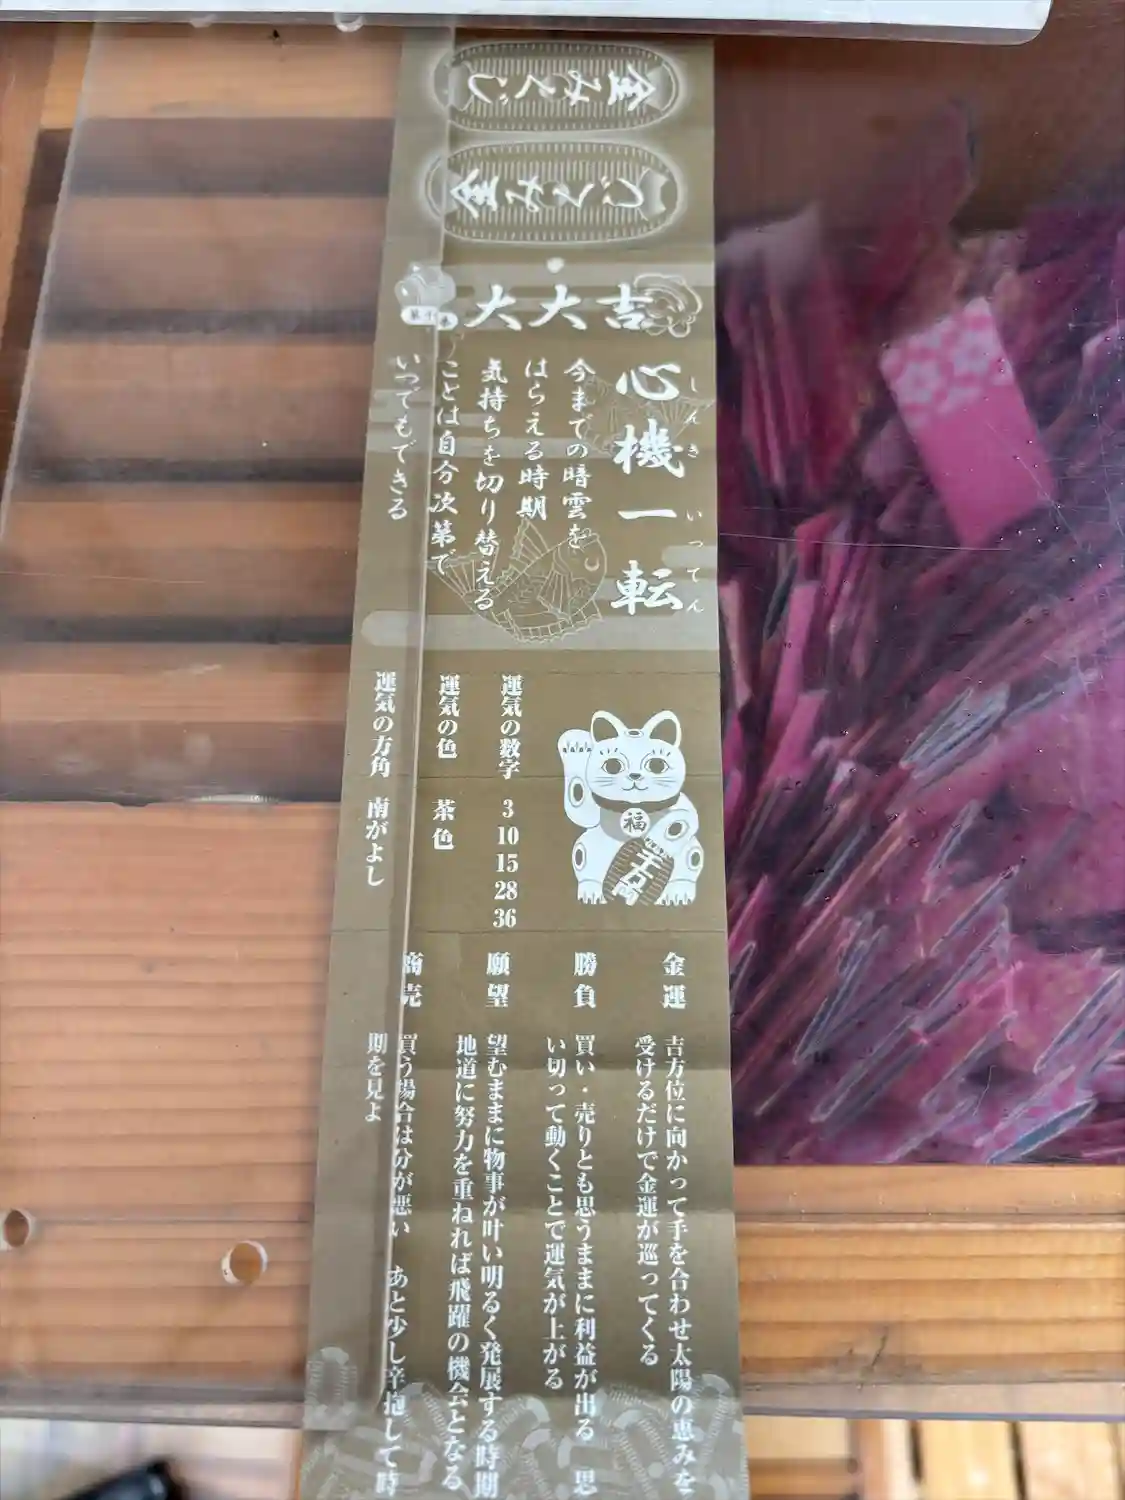 金みくじ
金みくじ
大大吉
心機一転
しんき いってん
今までの暗雲を
はらえる時期
気持ちを切り替える
ことは自分次第で
いつでもできる
福
千万両
運気の数字 3 10 15 28 36
運気の色 茶色
運気の方角 南がよし
金運 吉方位に向かって手を合わせ太陽の恵みを
受けるだけで金運が巡ってくる
勝負 買い・売りとも思うままに利益が出る 思
い切って動くことで運気が上がる
願望 望むままに物事が叶い明るく発展する時期
地道に努力を重ねれば飛躍の機会となる
商売 買う場合は分が悪い あと少し辛抱して時
期を見よ